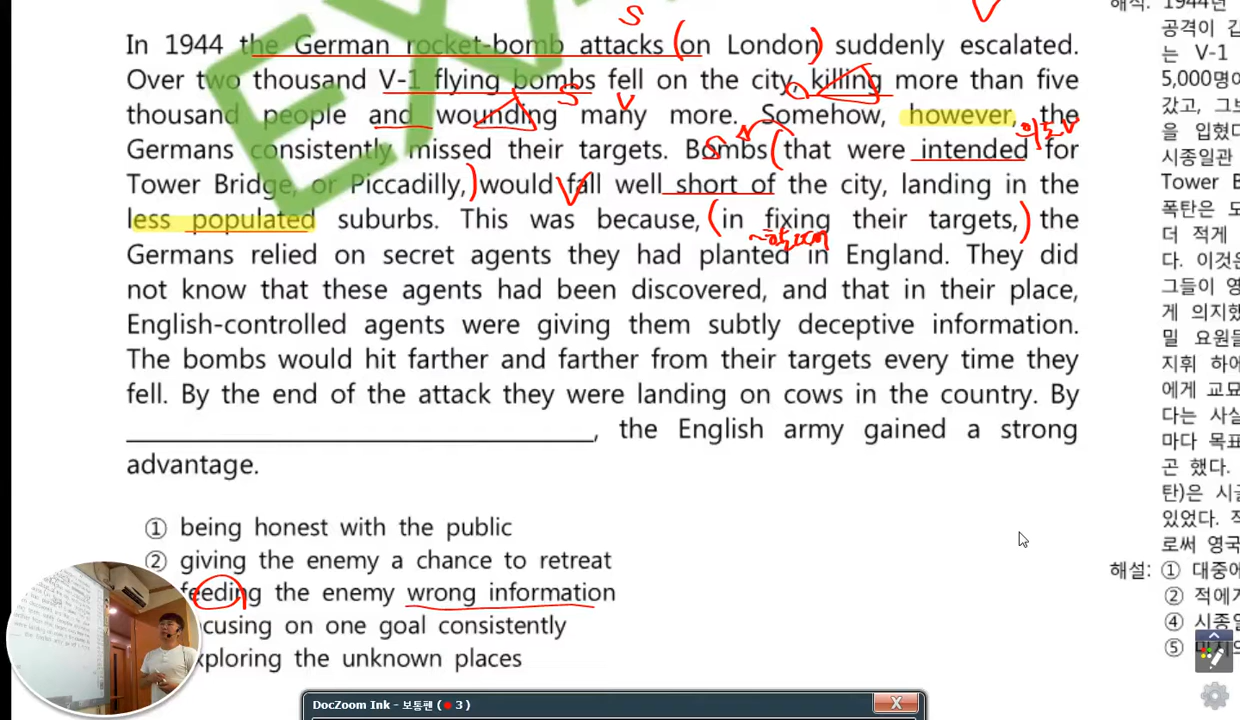 S
V
In 1944 the German rocket-bomb attacks (on London) suddenly escalated.
Over two thousand V-1 flying bombs fell on the city, killing more than five
S V
thousand people and wounding many more. Somehow, however, the
Germans consistently missed their targets. Bombs (that were intended for
S
Tower Bridge, or Piccadilly,) would fall well short of the city, landing in the
V
less populated suburbs. This was because, (in fixing their targets,) the
Germans relied on secret agents they had planted in England. They did
not know that these agents had been discovered, and that in their place,
English-controlled agents were giving them subtly deceptive information.
The bombs would hit farther and farther from their targets every time they
fell. By the end of the attack they were landing on cows in the country. By
, the English army gained a strong
advantage.
① being honest with the public
② giving the enemy a chance to retreat
feeding the enemy wrong information
cusing on one goal consistently
xploring the unknown places
해석: 1944년
공격이 갑
는 V-1
5,000명이
갔고, 그보
을 입혔다
시종일관
Tower B
폭탄은 도
더 적게
다. 이것은
그들이 영
게 의지했
밀 요원들
지휘 하에
에게 교묘
다는 사실
마다 목표
곤 했다.
탄)은 시골
있었다. 적
로써 영국
해설: ① 대중에
② 적에게
④ 시종일
⑤
DocZoom Ink - 보통펜 ( 3 )